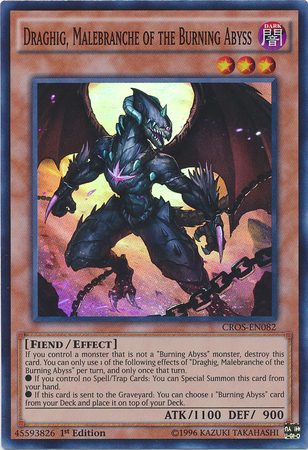 Draghig, Malebranche of the Burning Abyss
DARK
闇
CROS-EN082
[Fiend / Effect]
If you control a monster that is not a "Burning Abyss" monster, destroy this
card. You can only use 1 of the following effects of "Draghig, Malebranche of the
Burning Abyss" per turn, and only once that turn.
● If you control no Spell/Trap Cards: You can Special Summon this card from
your hand.
● If this card is sent to the Graveyard: You can choose 1 "Burning Abyss"
card from your Deck and place it on top of your Deck.
ATK/1100 DEF/ 900
45593826 1st Edition ©1996 KAZUKI TAKAHASHI